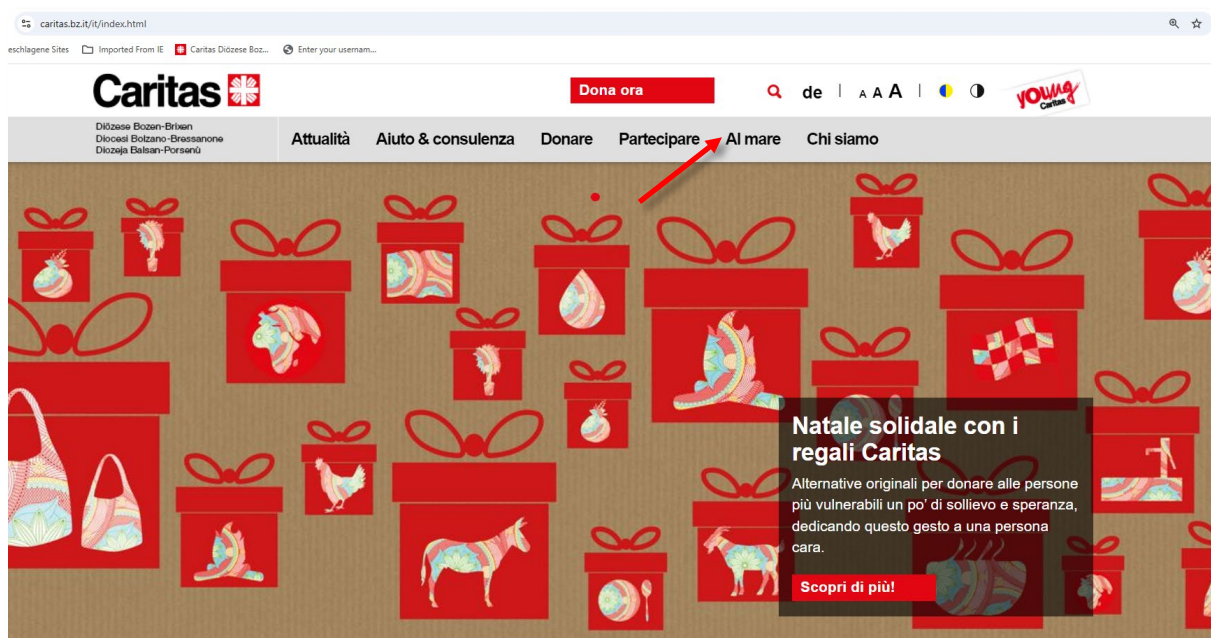 caritas.bz.it/it/index.html
eschlagene Sites Imported From IE Caritas Diözese Boz... Enter your usernam...
Caritas
Dona ora
de | A A A |
young
Caritas
Diözese Bozen-Brixen
Diocesi Bolzano-Bressanone
Diozeja Balsan-Porsenù
Attualità Aiuto & consulenza Donare Partecipare Al mare Chi siamo
Natale solidale con i
regali Caritas
Alternative originali per donare alle persone
più vulnerabili un po' di sollievo e speranza,
dedicando questo gesto a una persona
cara.
Scopri di più!